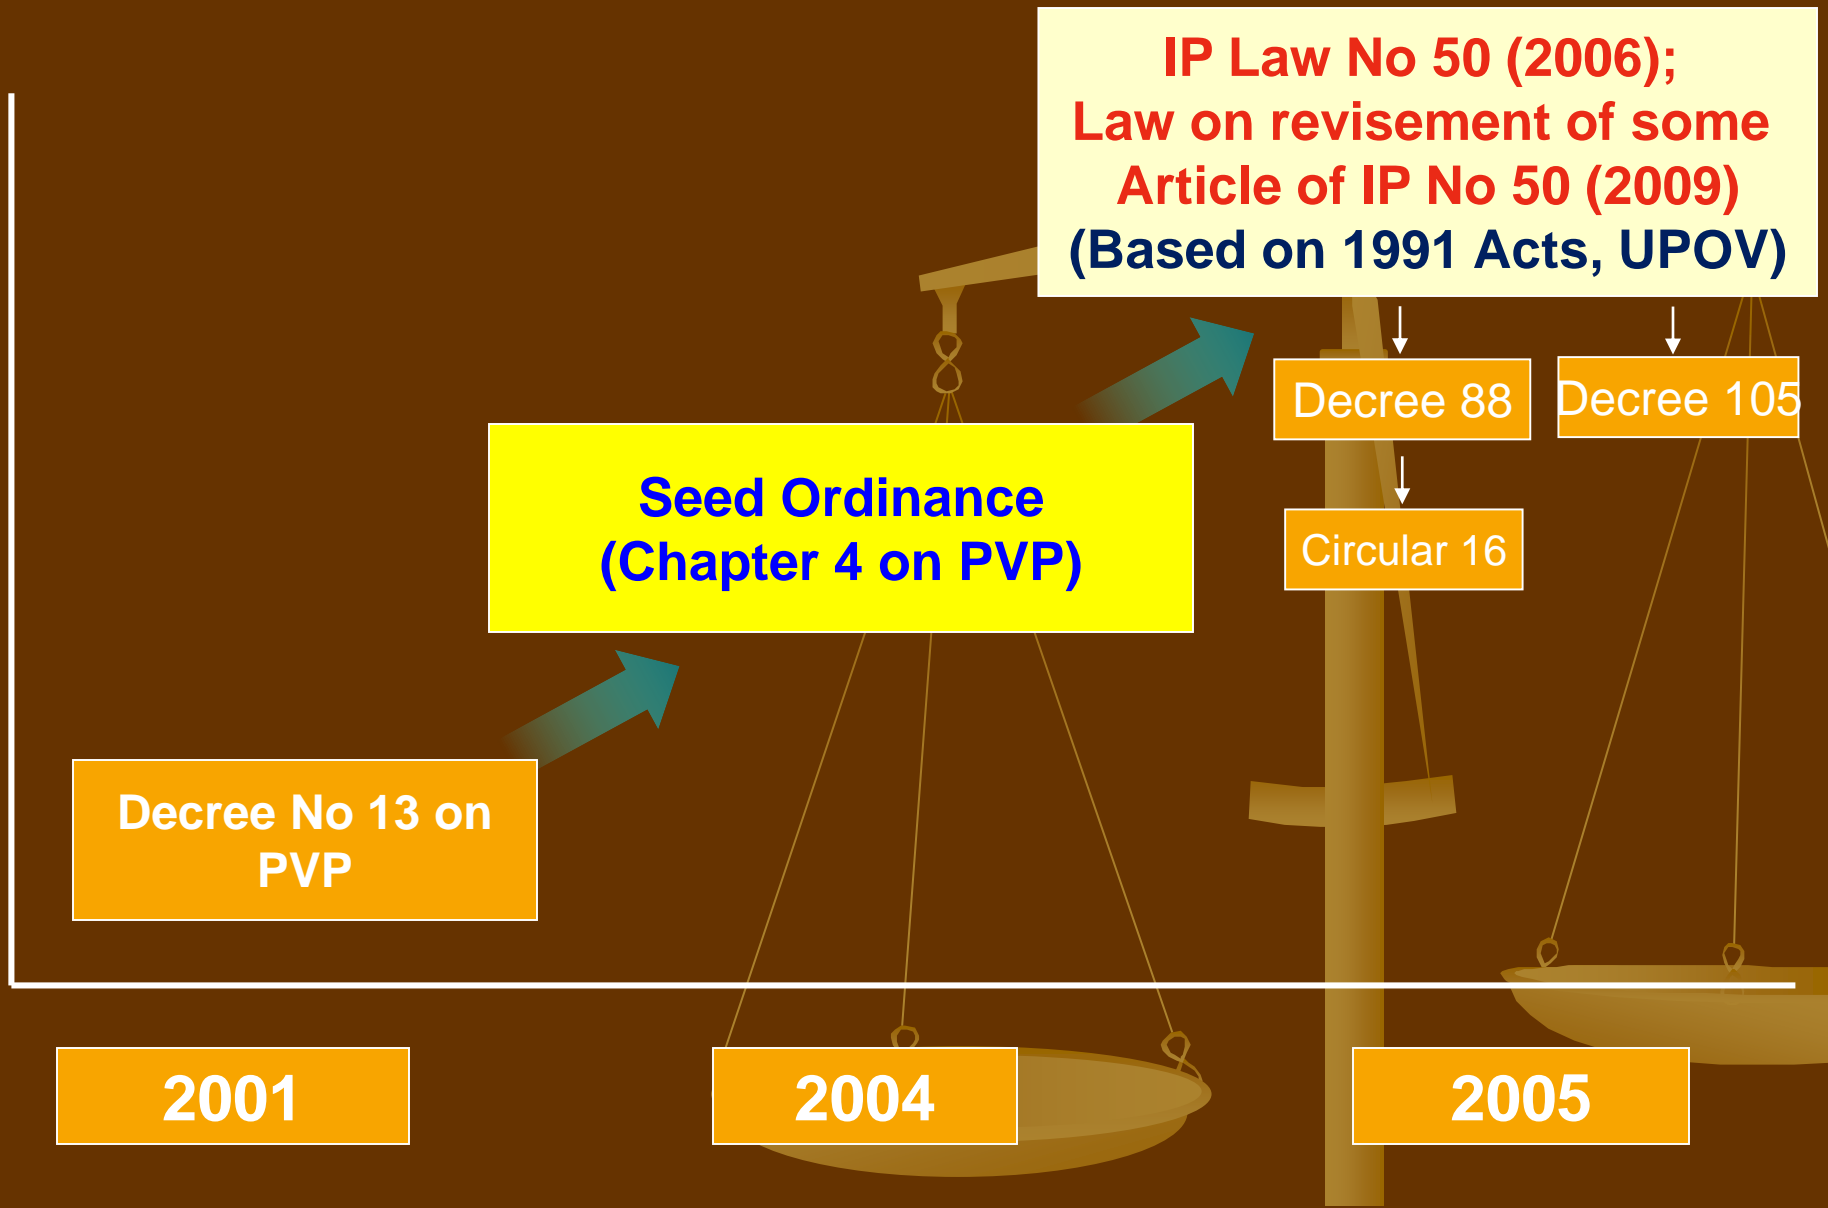 IP Law No 50 (2006);
Law on revisement of some
Article of IP No 50 (2009)
(Based on 1991 Acts, UPOV)
Decree 88
Decree 105
Circular 16
Seed Ordinance
(Chapter 4 on PVP)
Decree No 13 on
PVP
2001
2004
2005